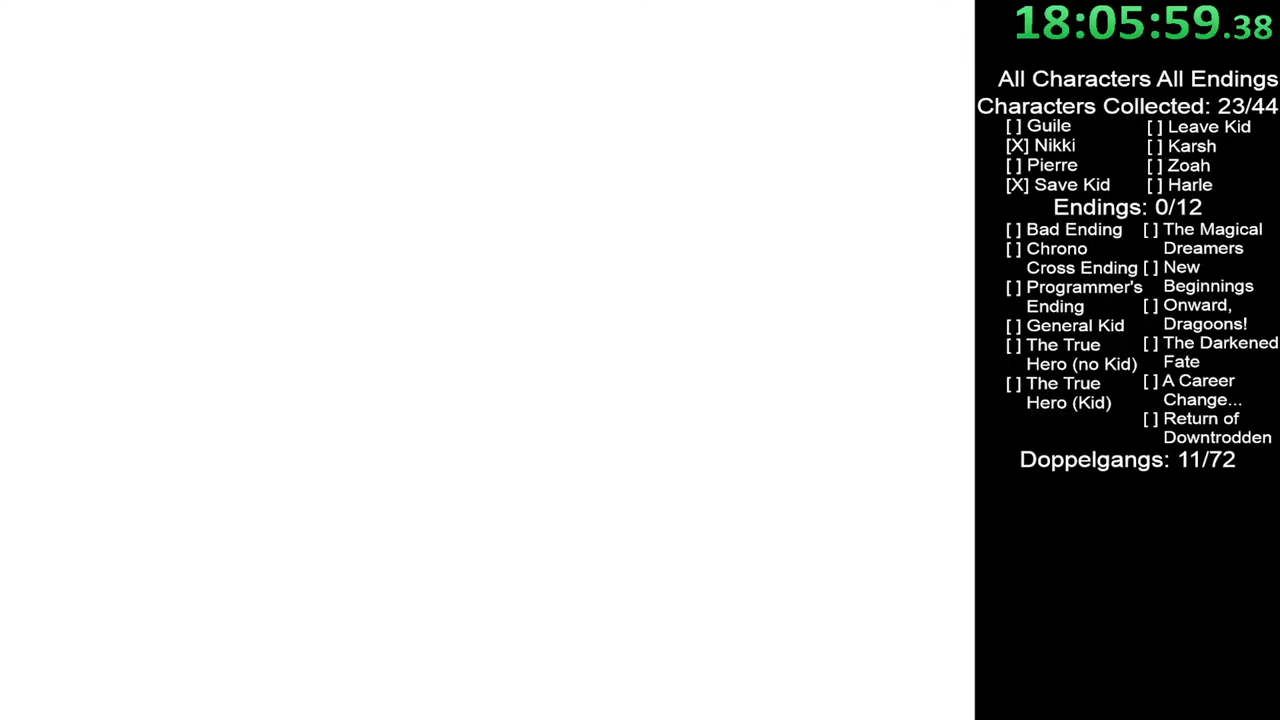 18:05:59.38
All Characters All Endings
Characters Collected: 23/44
[ ] Guile
[X] Nikki
[ ] Pierre
[X] Save Kid
[ ] Leave Kid
[ ] Karsh
[ ] Zoah
[ ] Harle
Endings: 0/12
[ ] Bad Ending
[ ] Chrono
Cross Ending
[ ] Programmer's
Ending
[ ] General Kid
[ ] The True
Hero (no Kid)
[ ] The True
Hero (Kid)
[ ] The Magical
Dreamers
[ ] New
Beginnings
[ ] Onward,
Dragoons!
[ ] The Darkened
Fate
[ ] A Career
Change...
[ ] Return of
Downtrodden
Doppelgangs: 11/72